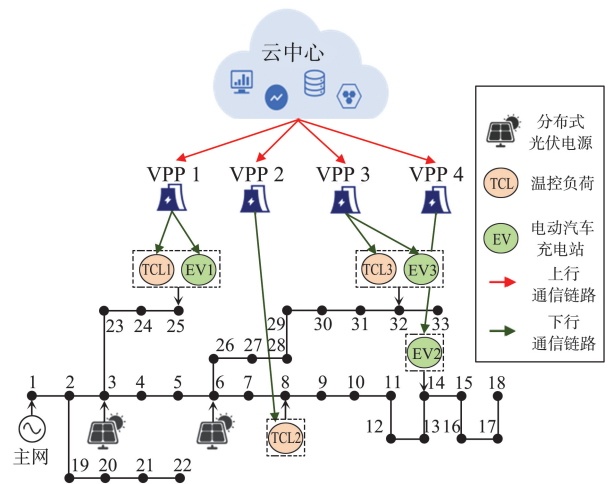 云中心
VPP 1 VPP 2 VPP 3 VPP 4
TCL1 EV1 TCL3 EV3
23 24 25 29 30 31 32 33
26 27 28
EV2
1 2 3 4 5 6 7 8 9 10 11 14 15 18
12 13 16 17
TCL2
主网
19 20 21 22
分布式
光伏电源
TCL 温控负荷
EV 电动汽车
充电站
上行
通信链路
下行
通信链路